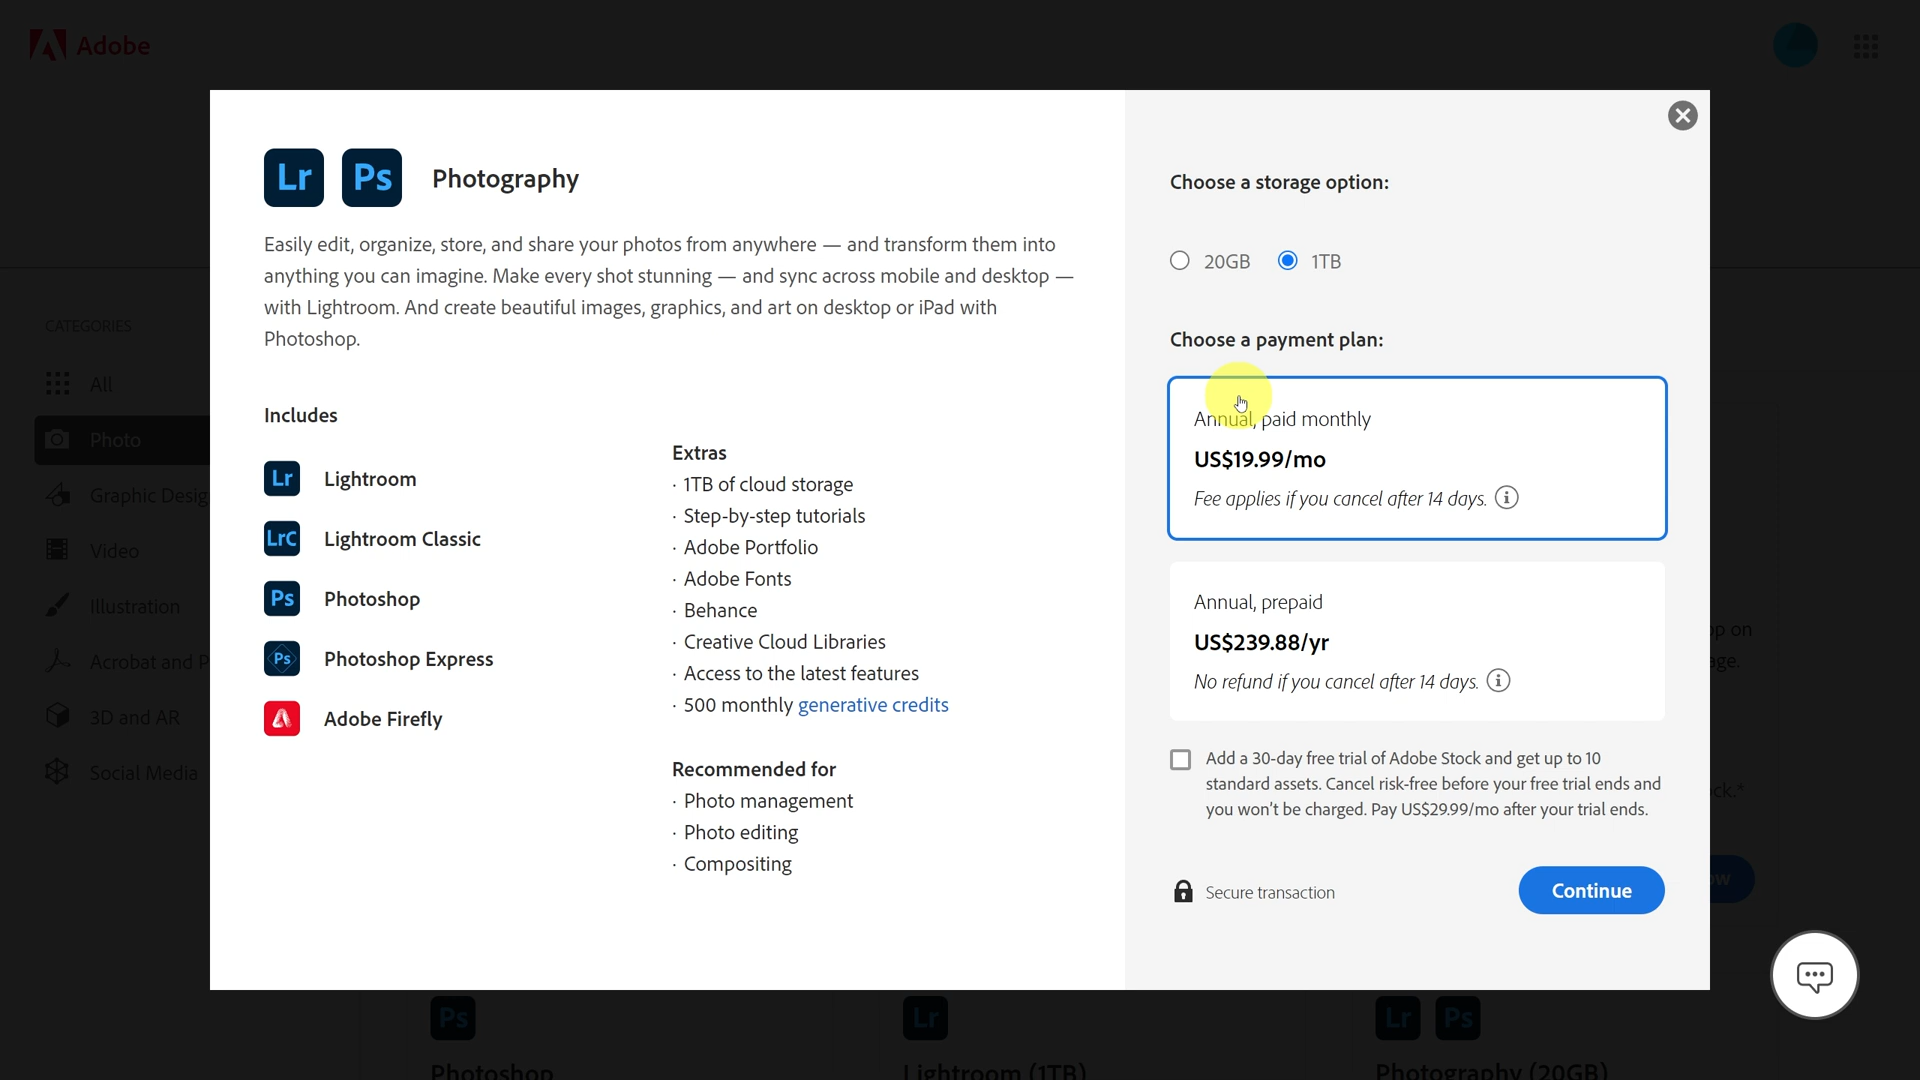 Adobe
Lr Ps Photography
Easily edit, organize, store, and share your photos from anywhere — and transform them into
anything you can imagine. Make every shot stunning — and sync across mobile and desktop —
with Lightroom. And create beautiful images, graphics, and art on desktop or iPad with
Photoshop.
Includes
Lr Lightroom
LrC Lightroom Classic
Ps Photoshop
Ps Photoshop Express
Adobe Firefly
Extras
· 1TB of cloud storage
· Step-by-step tutorials
· Adobe Portfolio
· Adobe Fonts
· Behance
· Creative Cloud Libraries
· Access to the latest features
· 500 monthly generative credits
Recommended for
· Photo management
· Photo editing
· Compositing
Choose a storage option:
20GB 1TB
Choose a payment plan:
Annual, paid monthly
US$19.99/mo
Fee applies if you cancel after 14 days.
Annual, prepaid
US$239.88/yr
No refund if you cancel after 14 days.
Add a 30-day free trial of Adobe Stock and get up to 10
standard assets. Cancel risk-free before your free trial ends and
you won't be charged. Pay US$29.99/mo after your trial ends.
Secure transaction
Continue
CATEGORIES
All
Photo
Graphic Desig
Video
Illustration
Acrobat and P
3D and AR
Social Media
Ps
Photoshop
Lr
Lightroom (1TB)
Lr Ps
Photography (20GB)